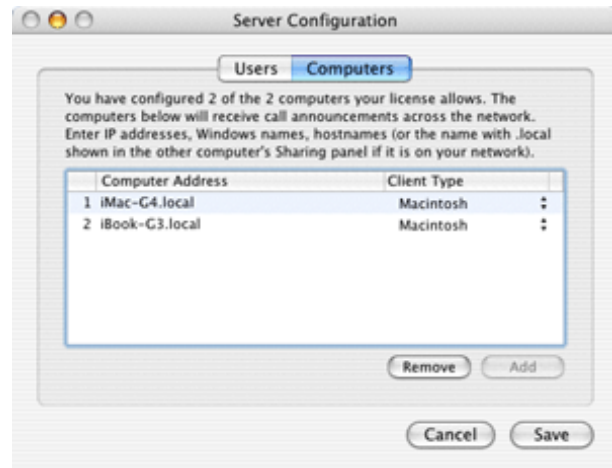 Server Configuration
Users Computers
You have configured 2 of the 2 computers your license allows. The
computers below will receive call announcements across the network.
Enter IP addresses, Windows names, hostnames (or the name with .local
shown in the other computer's Sharing panel if it is on your network).
Computer Address Client Type
1 iMac-G4.local Macintosh
2 iBook-G3.local Macintosh
Remove Add
Cancel Save